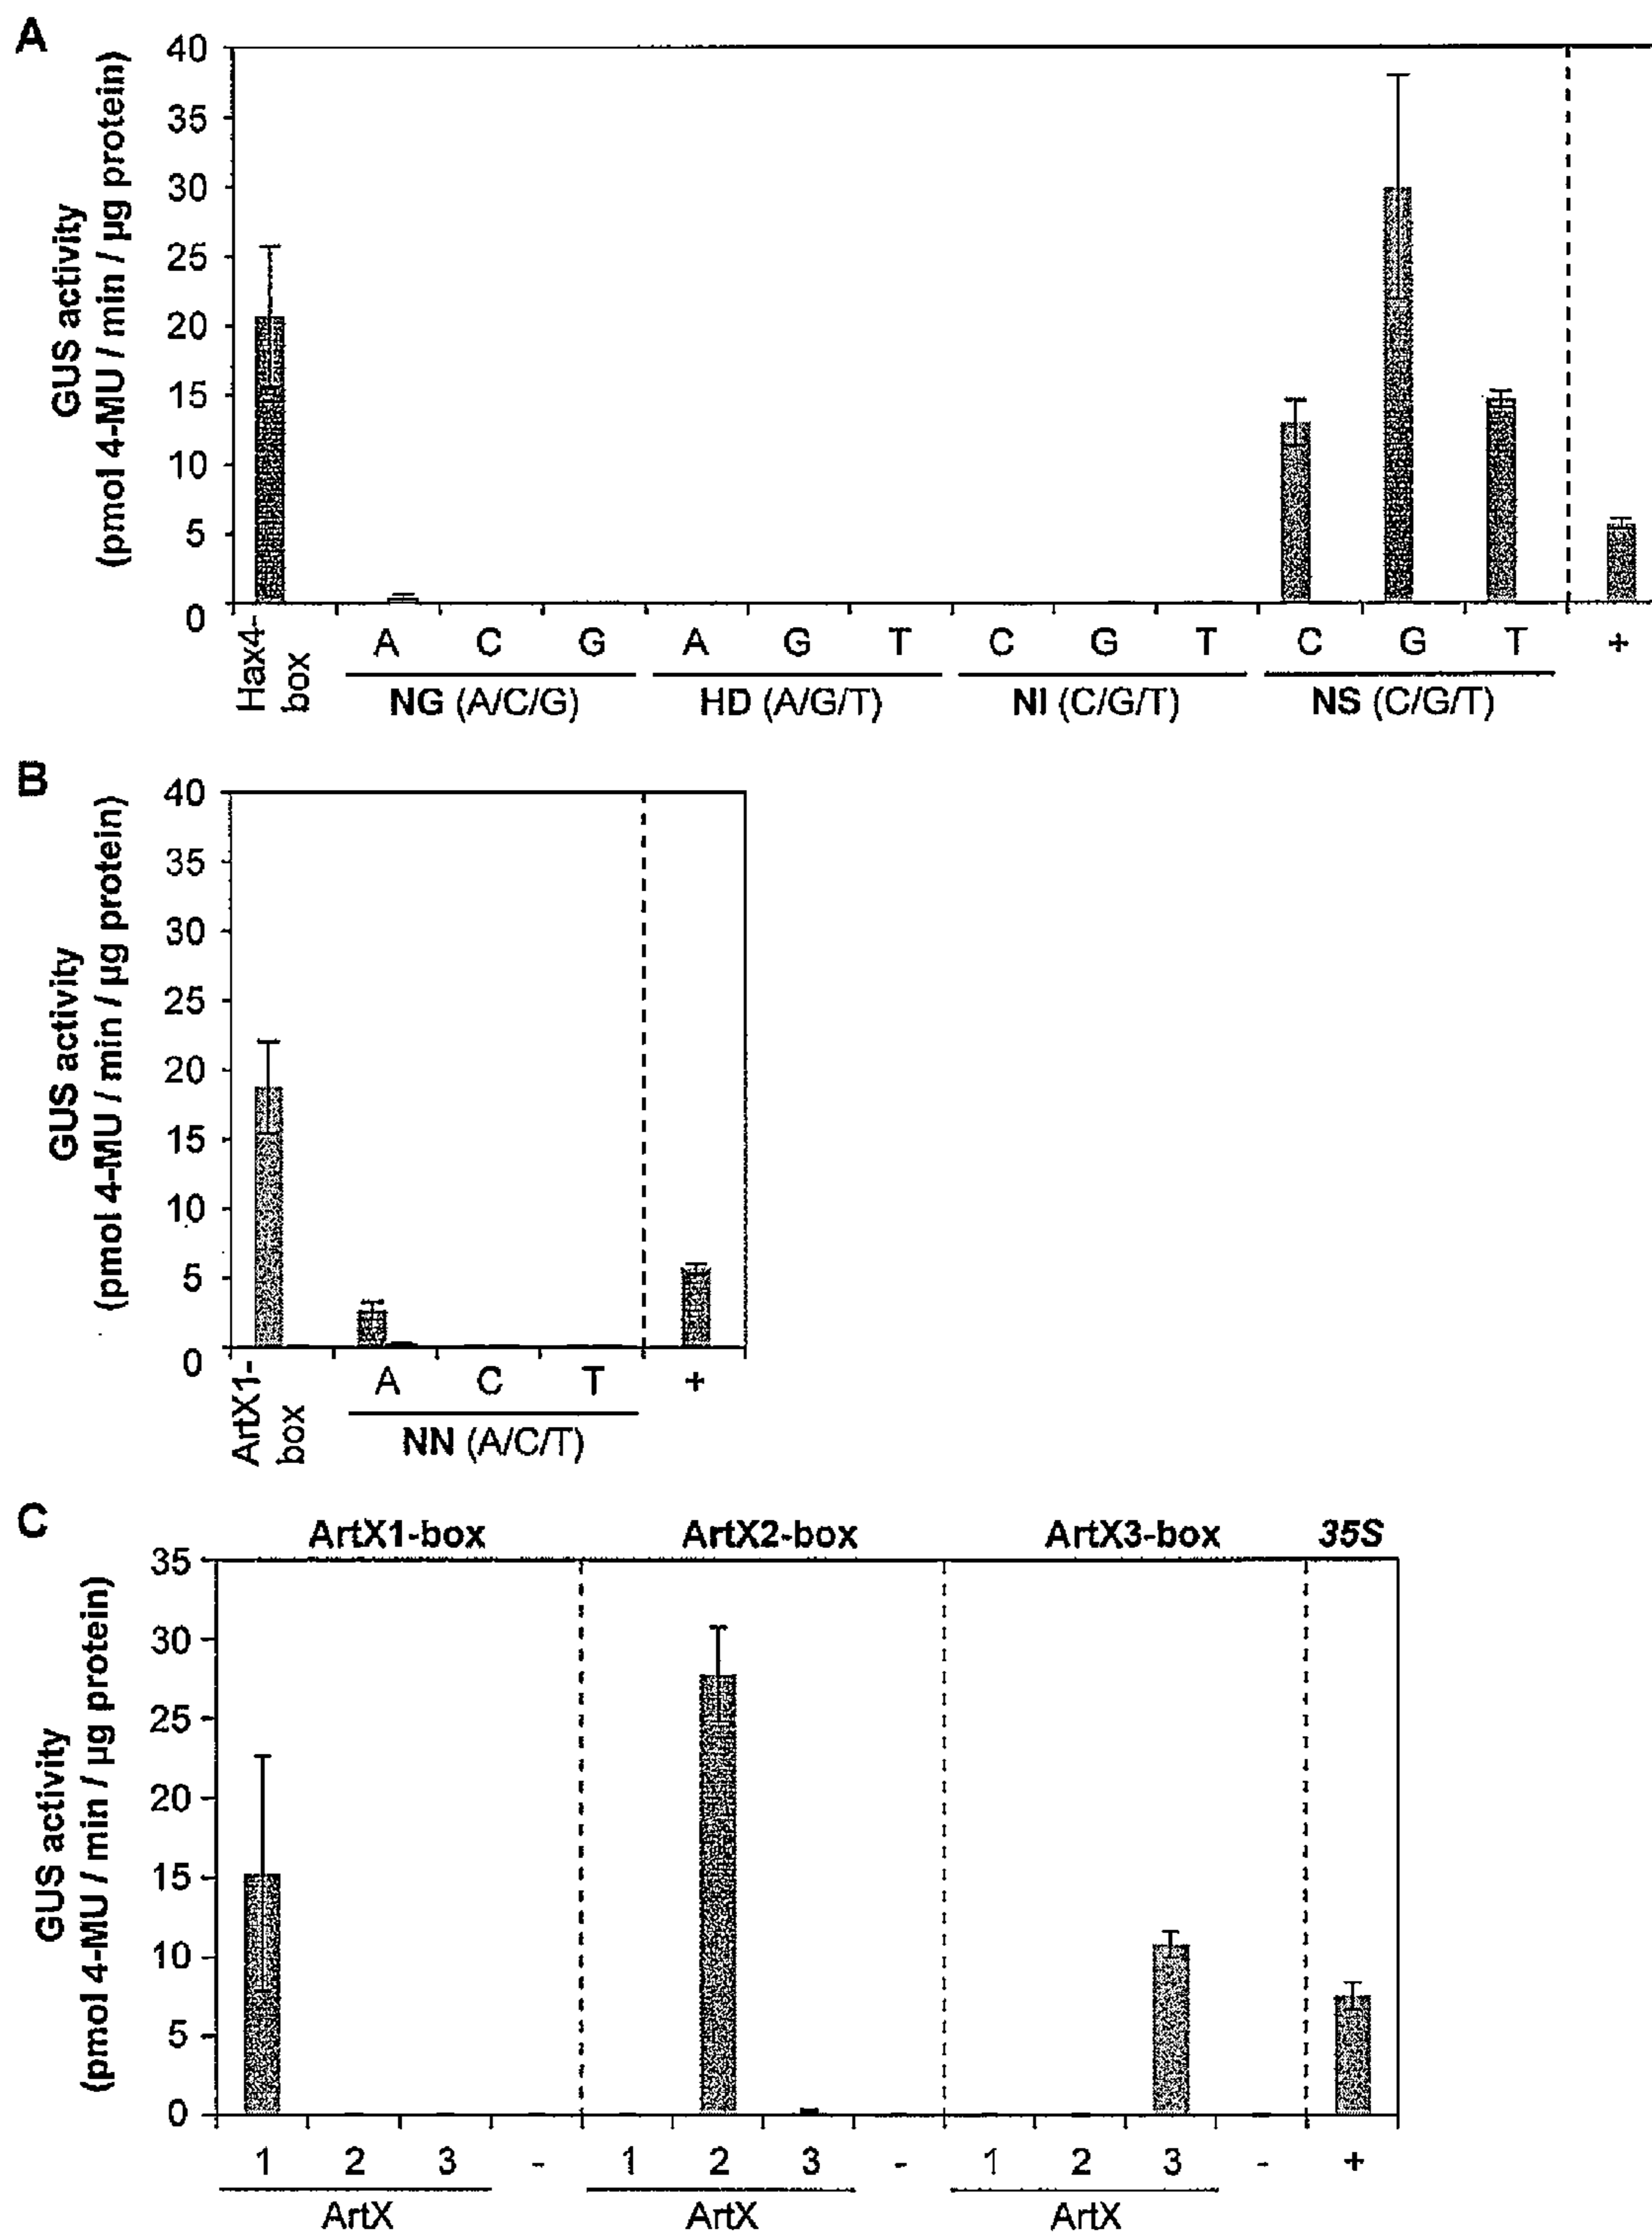 A
GUS activity
(pmol 4-MU / min / µg protein)
40
35
30
25
20
15
10
5
0
Hax4-
box
A C G A G T C G T C G T +
NG (A/C/G) HD (A/G/T) NI (C/G/T) NS (C/G/T)
B
GUS activity
(pmol 4-MU / min / µg protein)
40
35
30
25
20
15
10
5
0
ArtX1-
box
A C T +
NN (A/C/T)
C
ArtX1-box ArtX2-box ArtX3-box 35S
GUS activity
(pmol 4-MU / min / µg protein)
35
30
25
20
15
10
5
0
1 2 3 - 1 2 3 - 1 2 3 - +
ArtX ArtX ArtX